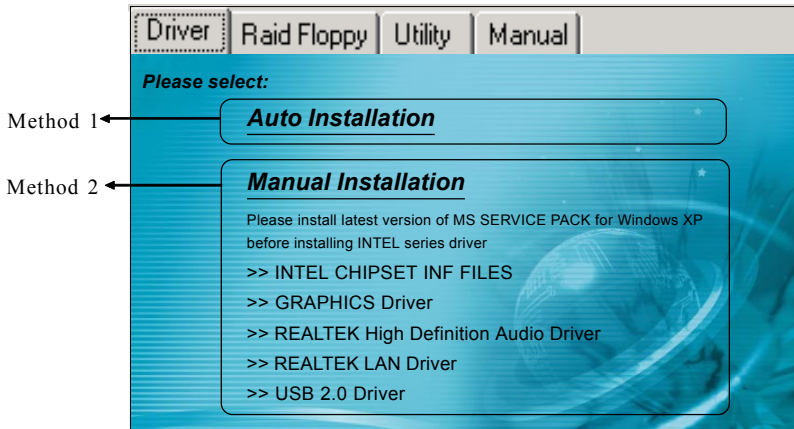 Driver Raid Floppy Utility Manual
Please select:
Method 1
Auto Installation
Method 2
Manual Installation
Please install latest version of MS SERVICE PACK for Windows XP
before installing INTEL series driver
>> INTEL CHIPSET INF FILES
>> GRAPHICS Driver
>> REALTEK High Definition Audio Driver
>> REALTEK LAN Driver
>> USB 2.0 Driver